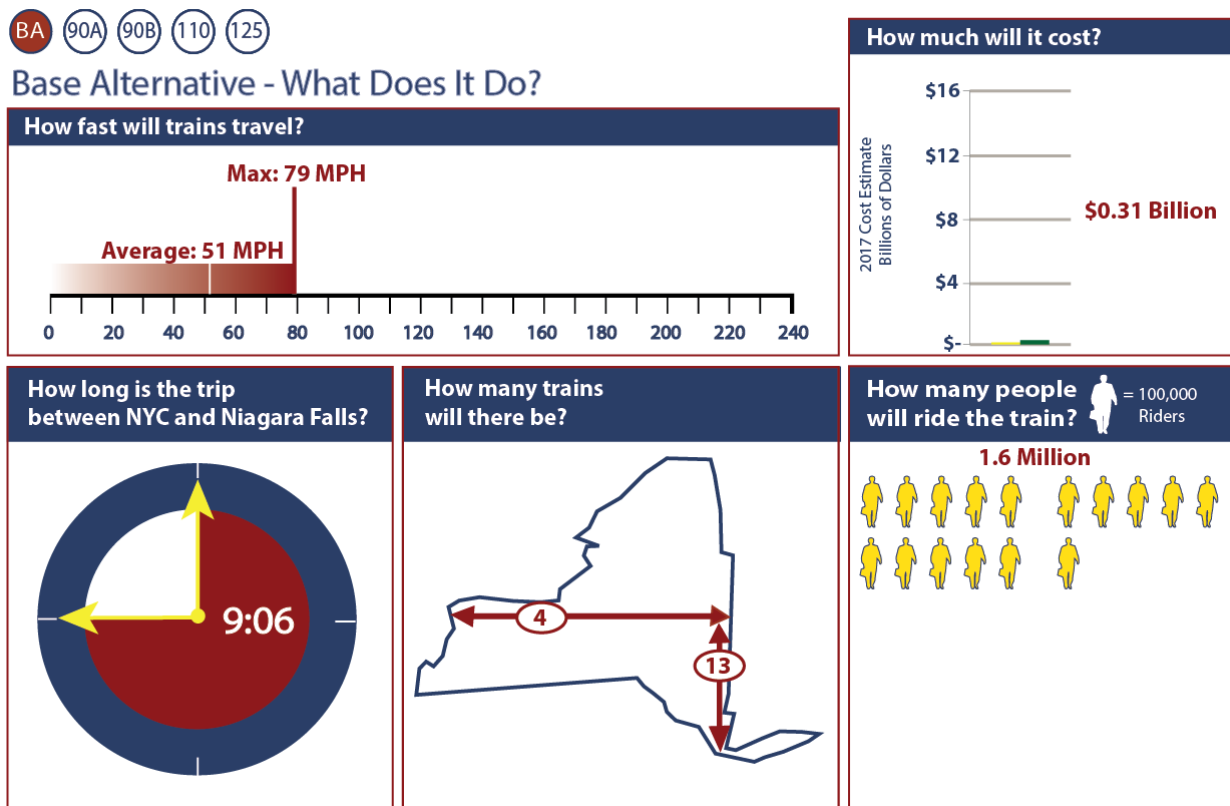 BA 90A 90B 110 125
Base Alternative - What Does It Do?
How fast will trains travel?
Max: 79 MPH
Average: 51 MPH
0 20 40 60 80 100 120 140 160 180 200 220 240
How much will it cost?
2017 Cost Estimate
Billions of Dollars
$16
$12
$8
$4
$-
$0.31 Billion
How long is the trip
between NYC and Niagara Falls?
9:06
How many trains
will there be?
4
13
How many people
will ride the train?
= 100,000
Riders
1.6 Million